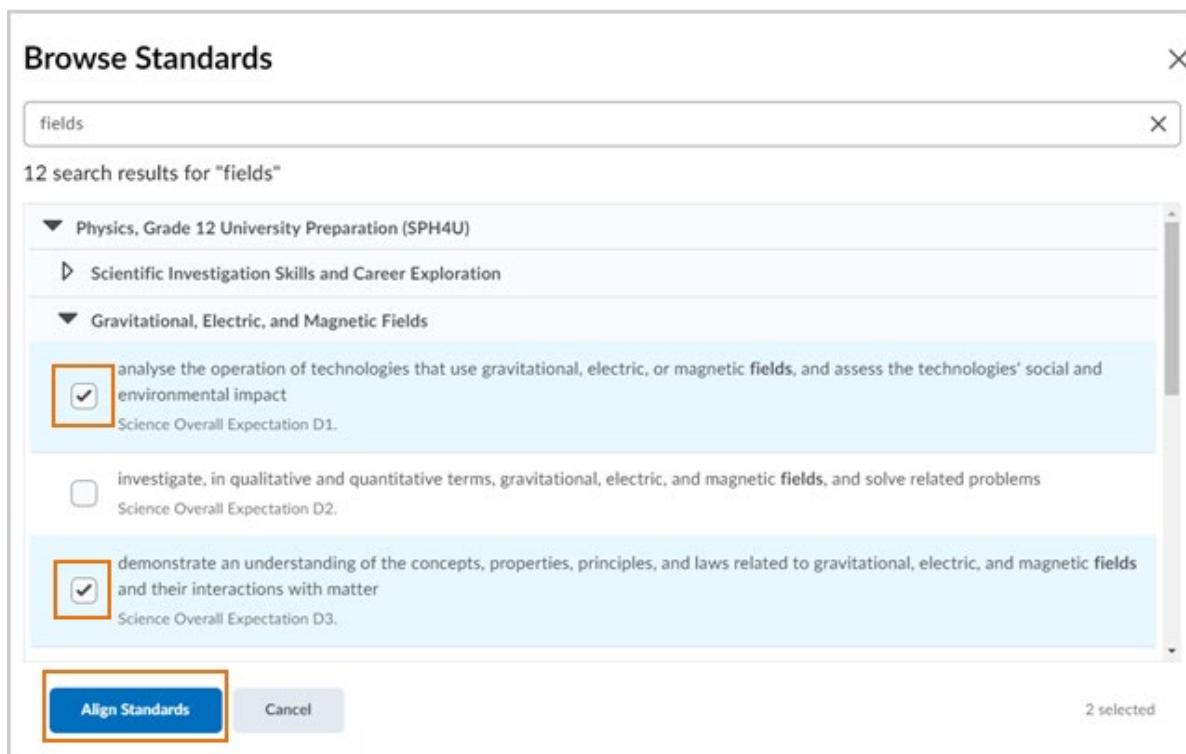 Browse Standards
fields
12 search results for "fields"
Physics, Grade 12 University Preparation (SPH4U)
Scientific Investigation Skills and Career Exploration
Gravitational, Electric, and Magnetic Fields
analyse the operation of technologies that use gravitational, electric, or magnetic fields, and assess the technologies' social and
environmental impact
Science Overall Expectation D1.
investigate, in qualitative and quantitative terms, gravitational, electric, and magnetic fields, and solve related problems
Science Overall Expectation D2.
demonstrate an understanding of the concepts, properties, principles, and laws related to gravitational, electric, and magnetic fields
and their interactions with matter
Science Overall Expectation D3.
Align Standards Cancel 2 selected